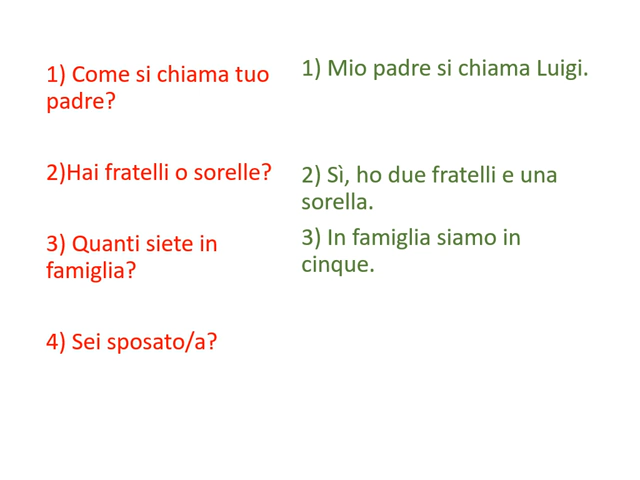 1) Come si chiama tuo
padre?
2)Hai fratelli o sorelle?
3) Quanti siete in
famiglia?
4) Sei sposato/a?
1) Mio padre si chiama Luigi.
2) Sì, ho due fratelli e una
sorella.
3) In famiglia siamo in
cinque.